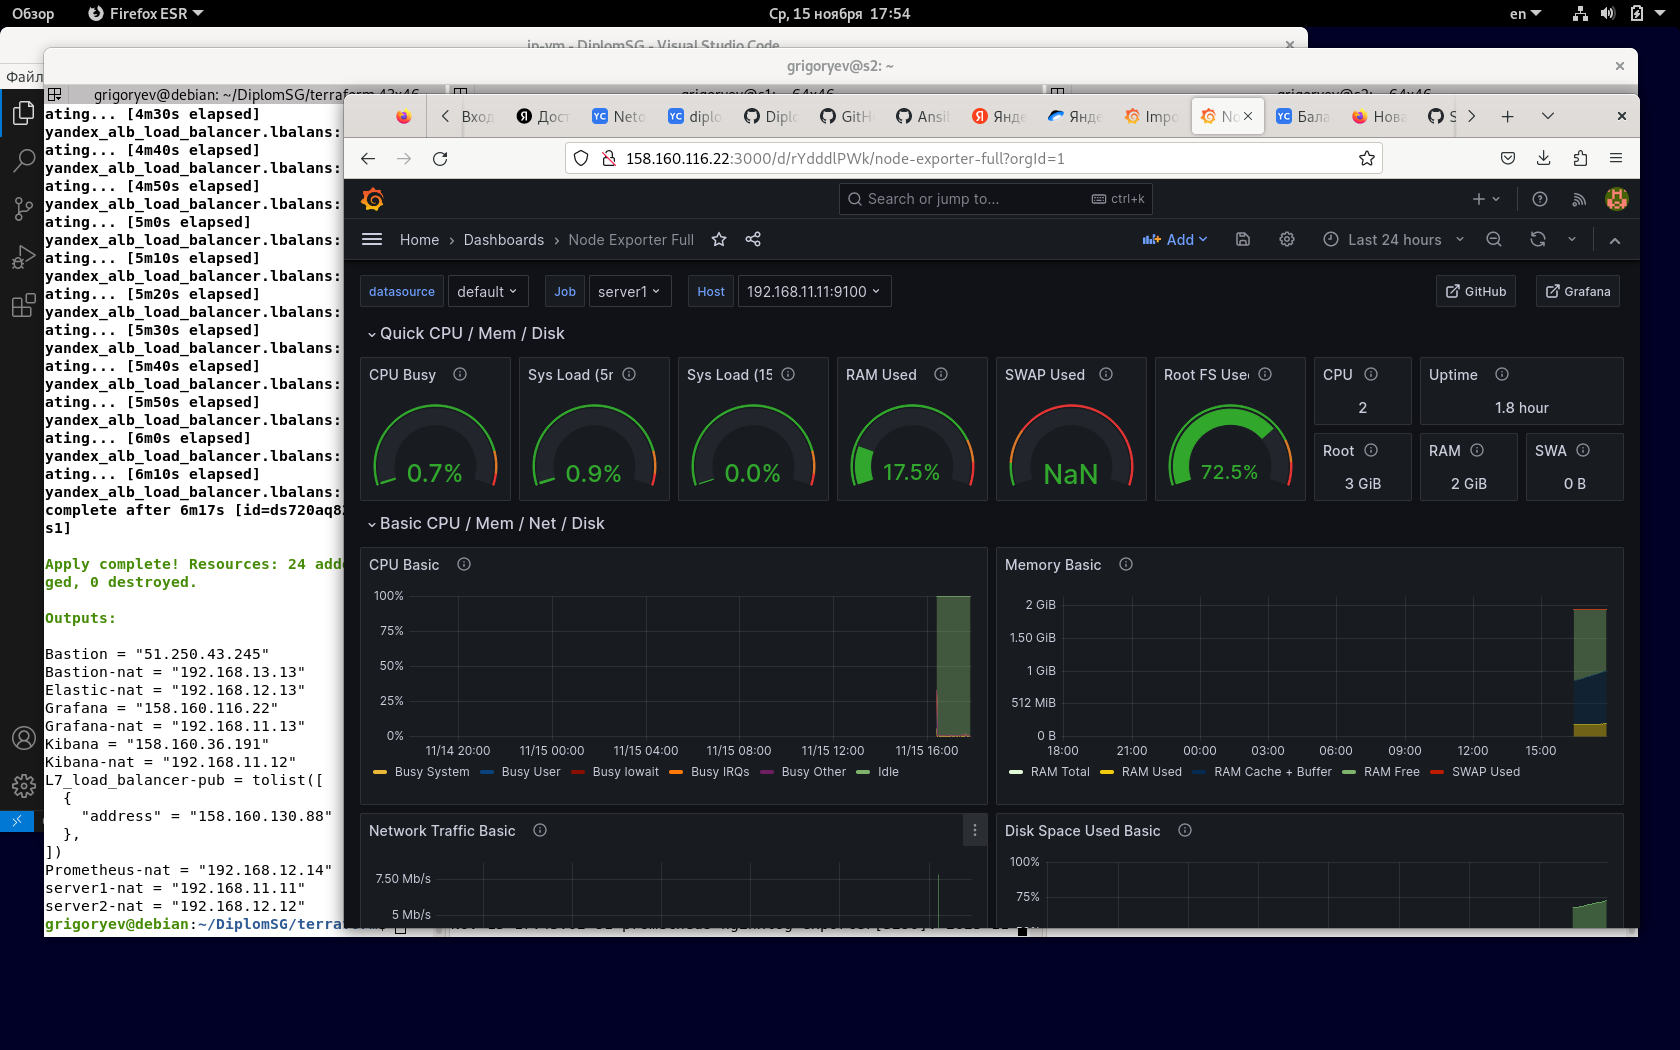 Обзор
Firefox ESR
Ср, 15 ноября 17:54
en
ip-vm - DiplomSG - Visual Studio Code
Файл
grigoryev@s2: ~
grigoryev@debian: ~/DiplomSG/terraform 43x46
ating... [4m30s elapsed]
yandex_alb_load_balancer.lbalans:
ating... [4m40s elapsed]
yandex_alb_load_balancer.lbalans:
ating... [4m50s elapsed]
yandex_alb_load_balancer.lbalans:
ating... [5m0s elapsed]
yandex_alb_load_balancer.lbalans:
ating... [5m10s elapsed]
yandex_alb_load_balancer.lbalans:
ating... [5m20s elapsed]
yandex_alb_load_balancer.lbalans:
ating... [5m30s elapsed]
yandex_alb_load_balancer.lbalans:
ating... [5m40s elapsed]
yandex_alb_load_balancer.lbalans:
ating... [5m50s elapsed]
yandex_alb_load_balancer.lbalans:
ating... [6m0s elapsed]
yandex_alb_load_balancer.lbalans:
ating... [6m10s elapsed]
yandex_alb_load_balancer.lbalans:
complete after 6m17s [id=ds720aq8
s1]
Apply complete! Resources: 24 add
ged, 0 destroyed.
Outputs:
Bastion = "51.250.43.245"
Bastion-nat = "192.168.13.13"
Elastic-nat = "192.168.12.13"
Grafana = "158.160.116.22"
Grafana-nat = "192.168.11.13"
Kibana = "158.160.36.191"
Kibana-nat = "192.168.11.12"
L7_load_balancer-pub = tolist([
{
"address" = "158.160.130.88"
},
])
Prometheus-nat = "192.168.12.14"
server1-nat = "192.168.11.11"
server2-nat = "192.168.12.12"
grigoryev@debian:~/DiplomSG/terraform$
Вход
Дост
Neto
diplo
Diplo
GitH
Ansil
Янде
Янде
Impo
No
Бала
Нова
S
158.160.116.22:3000/d/rYdddlPWk/node-exporter-full?orgId=1
Search or jump to...
ctrl+k
Home › Dashboards › Node Exporter Full
Add
Last 24 hours
datasource
default
Job
server1
Host
192.168.11.11:9100
GitHub
Grafana
Quick CPU / Mem / Disk
CPU Busy
0.7%
Sys Load (5r
0.9%
Sys Load (15
0.0%
RAM Used
17.5%
SWAP Used
NaN
Root FS Used
72.5%
CPU
2
Uptime
1.8 hour
Root
3 GiB
RAM
2 GiB
SWA
0 B
Basic CPU / Mem / Net / Disk
CPU Basic
100%
75%
50%
25%
0%
11/14 20:00
11/15 00:00
11/15 04:00
11/15 08:00
11/15 12:00
11/15 16:00
Busy System
Busy User
Busy Iowait
Busy IRQs
Busy Other
Idle
Memory Basic
2 GiB
1.50 GiB
1 GiB
512 MiB
0 B
18:00
21:00
00:00
03:00
06:00
09:00
12:00
15:00
RAM Total
RAM Used
RAM Cache + Buffer
RAM Free
SWAP Used
Network Traffic Basic
7.50 Mb/s
5 Mb/s
Disk Space Used Basic
100%
75%